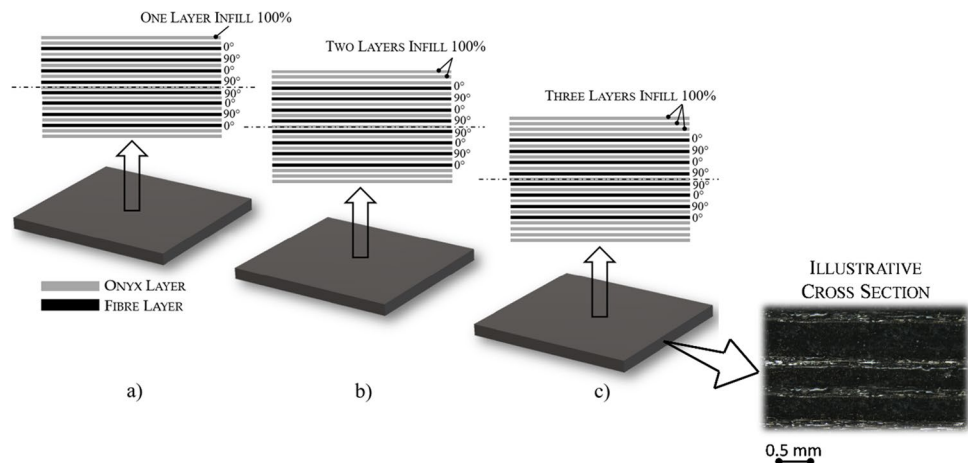 ONE LAYER INFILL 100%
0°
90°
0°
90°
90°
0°
90°
0°
TWO LAYERS INFILL 100%
0°
90°
0°
90°
90°
0°
90°
0°
THREE LAYERS INFILL 100%
0°
90°
0°
90°
90°
0°
90°
0°
ONYX LAYER
FIBRE LAYER
ILLUSTRATIVE
CROSS SECTION
a)
b)
c)
0.5 mm